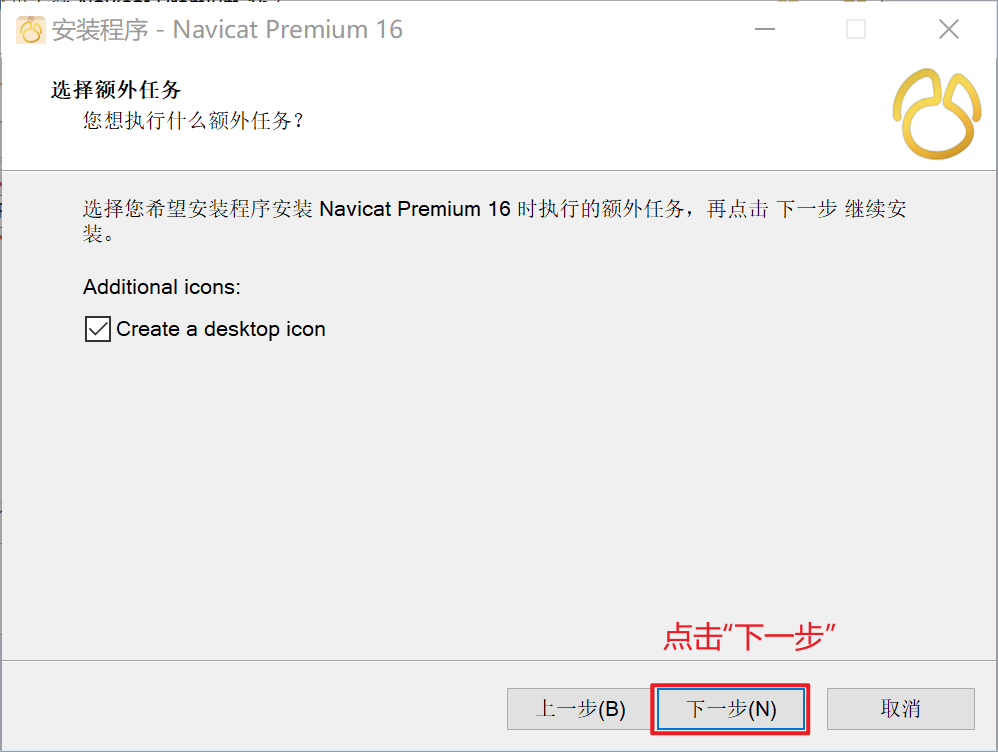 安装程序 - Navicat Premium 16
选择额外任务
您想执行什么额外任务？
选择您希望安装程序安装 Navicat Premium 16 时执行的额外任务，再点击 下一步 继续安
装。
Additional icons:
Create a desktop icon
点击“下一步”
上一步(B)
下一步(N)
取消